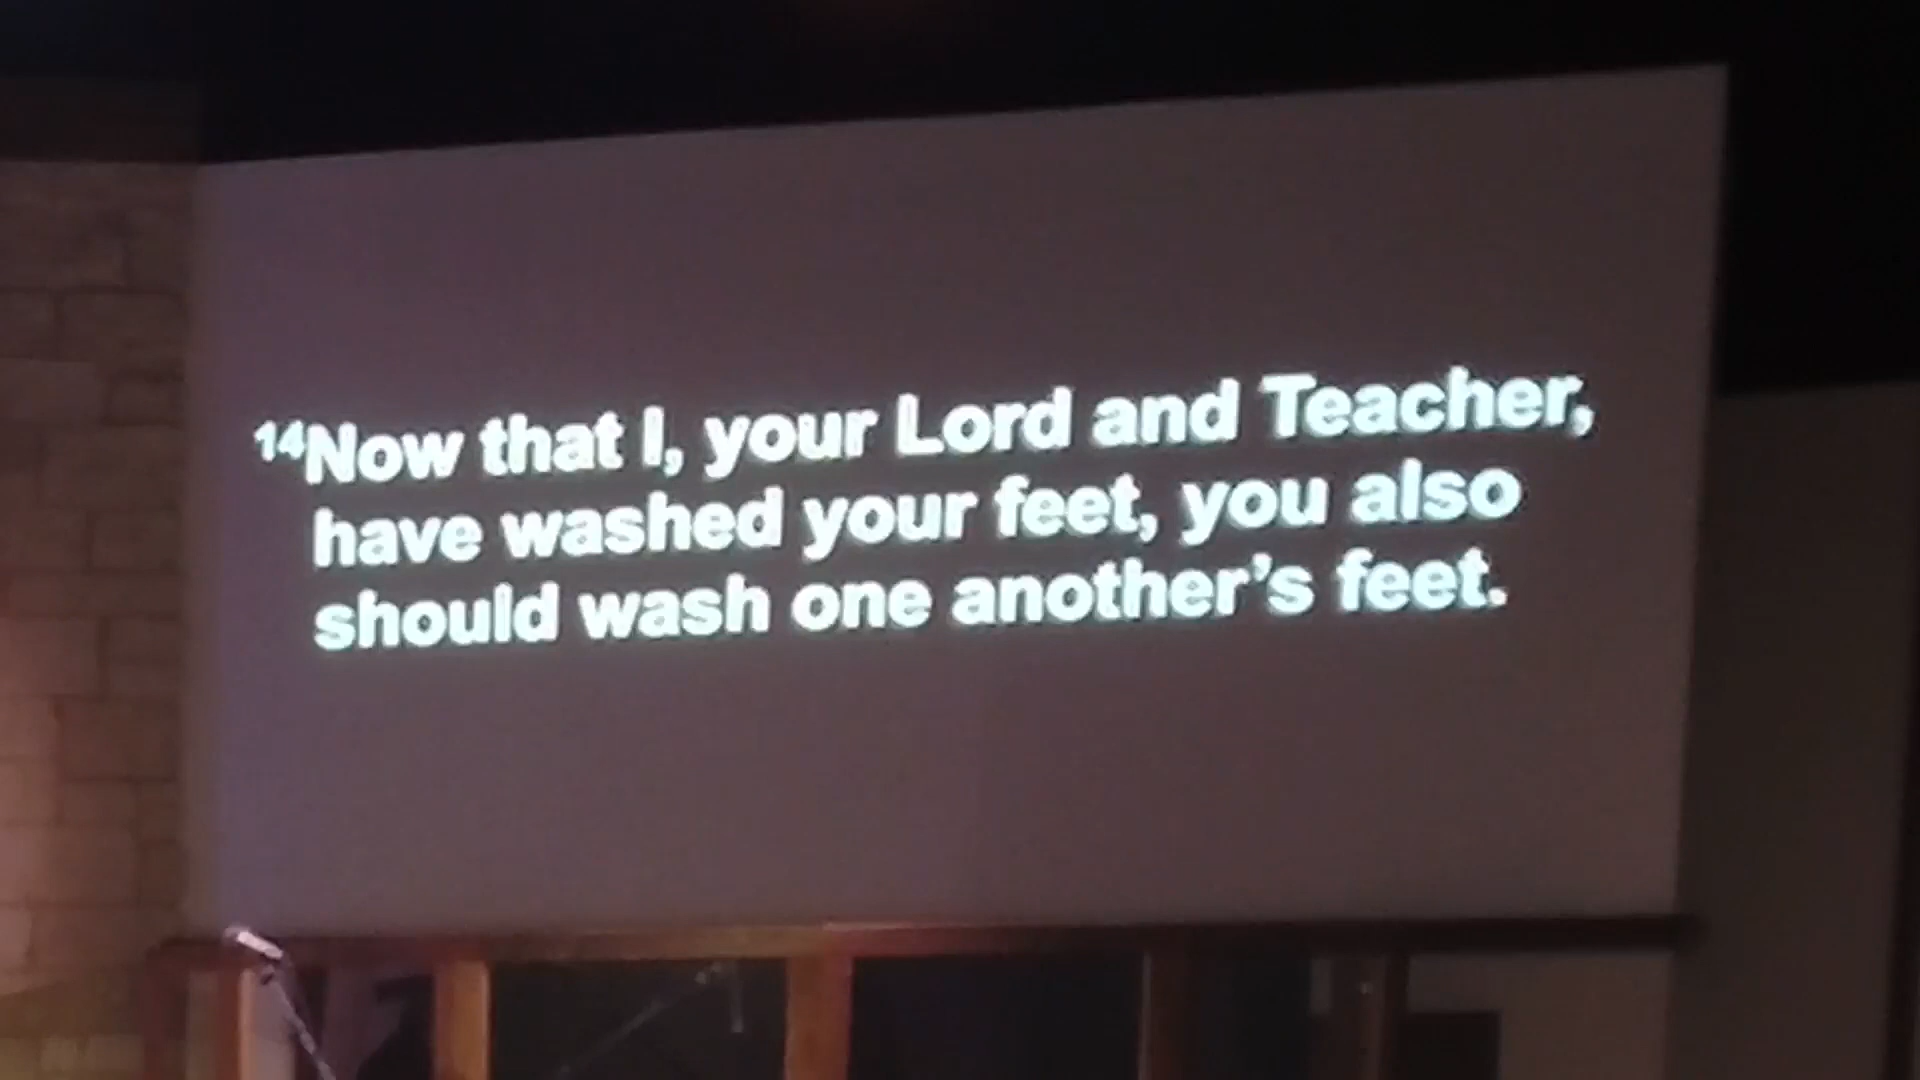 14Now that I, your Lord and Teacher,
have washed your feet, you also
should wash one another’s feet.